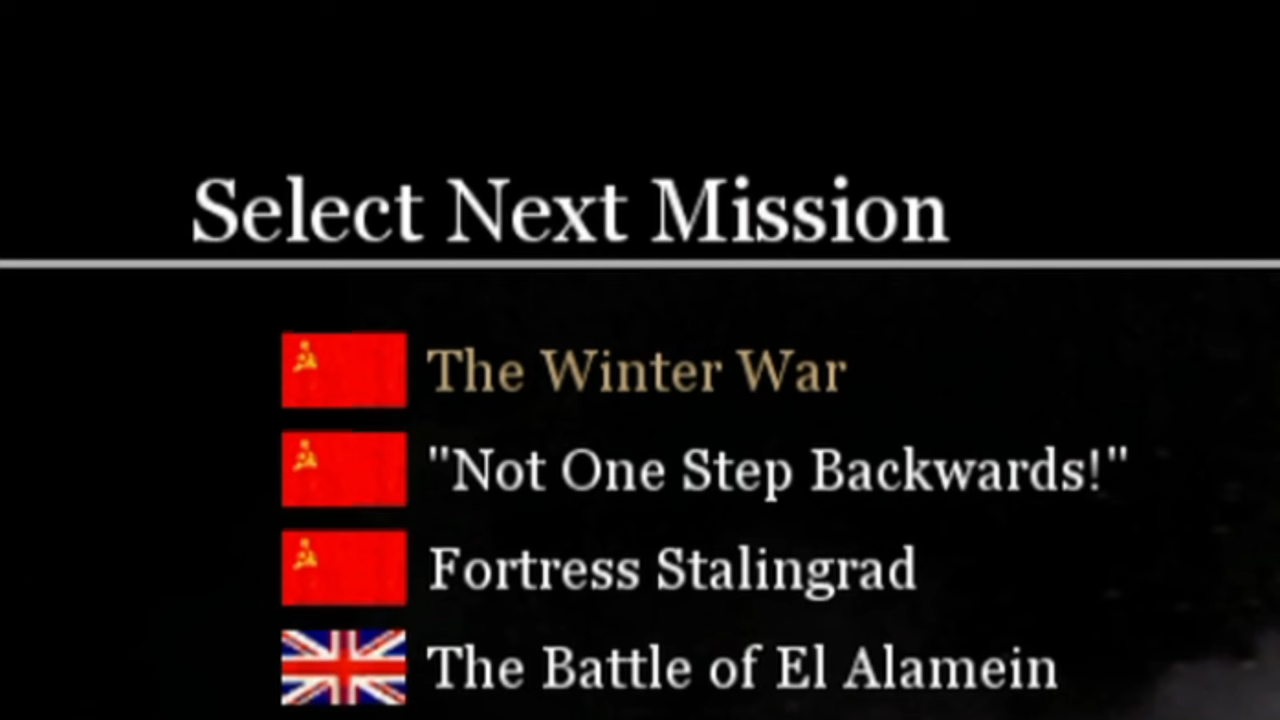 Select Next Mission
The Winter War
"Not One Step Backwards!"
Fortress Stalingrad
The Battle of El Alamein